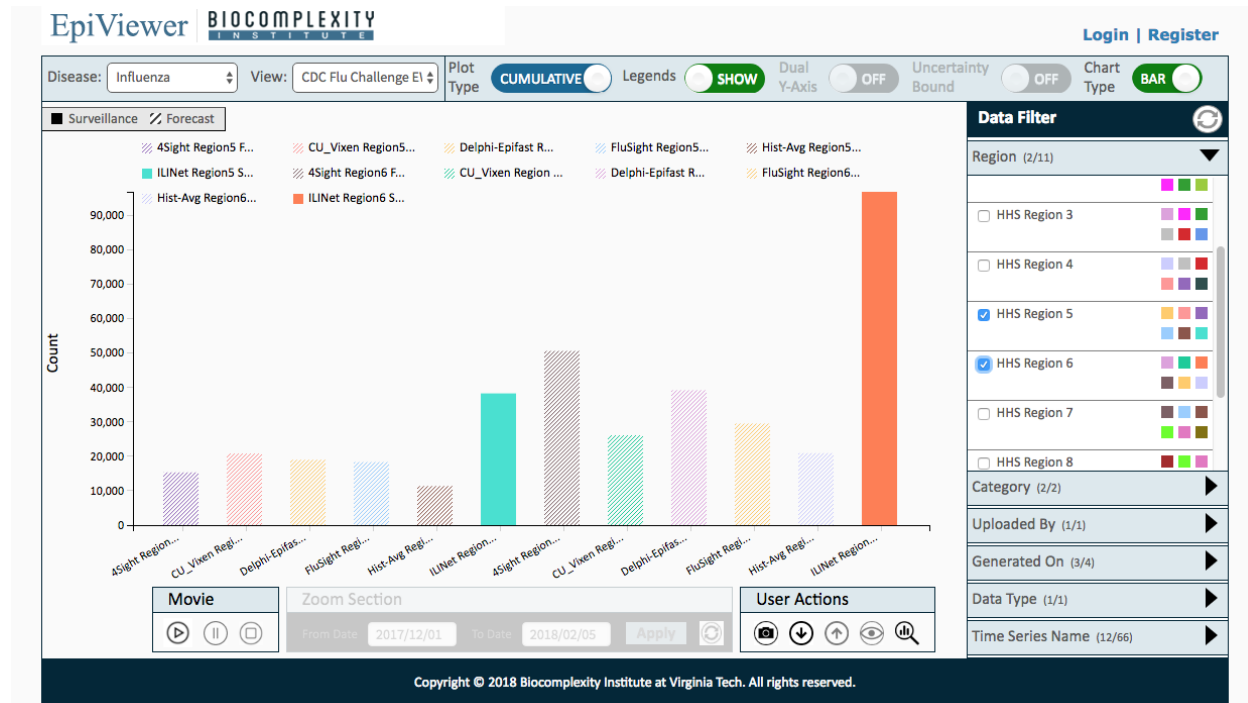 EpiViewer BIOCOMPLEXITY
INSTITUTE
Login | Register
Disease: Influenza View: CDC Flu Challenge E\ Plot Type CUMULATIVE Legends SHOW Dual Y-Axis OFF Uncertainty Bound OFF Chart Type BAR
Surveillance Forecast
4Sight Region5 F... CU_Vixen Region5... Delphi-Epifast R... FluSight Region5... Hist-Avg Region5...
ILINet Region5 S... 4Sight Region6 F... CU_Vixen Region ... Delphi-Epifast R... FluSight Region6...
Hist-Avg Region6... ILINet Region6 S...
Count
90,000
80,000
70,000
60,000
50,000
40,000
30,000
20,000
10,000
0
4Sight Region... CU_Vixen Regi... Delphi-Epifas... FluSight Regi... Hist-Avg Regi... ILINet Region... 4Sight Region... CU_Vixen Regi... Delphi-Epifas... FluSight Regi... Hist-Avg Regi... ILINet Region...
Data Filter
Region (2/11)
HHS Region 3
HHS Region 4
HHS Region 5
HHS Region 6
HHS Region 7
HHS Region 8
Category (2/2)
Uploaded By (1/1)
Generated On (3/4)
Data Type (1/1)
Time Series Name (12/66)
Movie
Zoom Section
From Date 2017/12/01 To Date 2018/02/05 Apply
User Actions
Copyright © 2018 Biocomplexity Institute at Virginia Tech. All rights reserved.